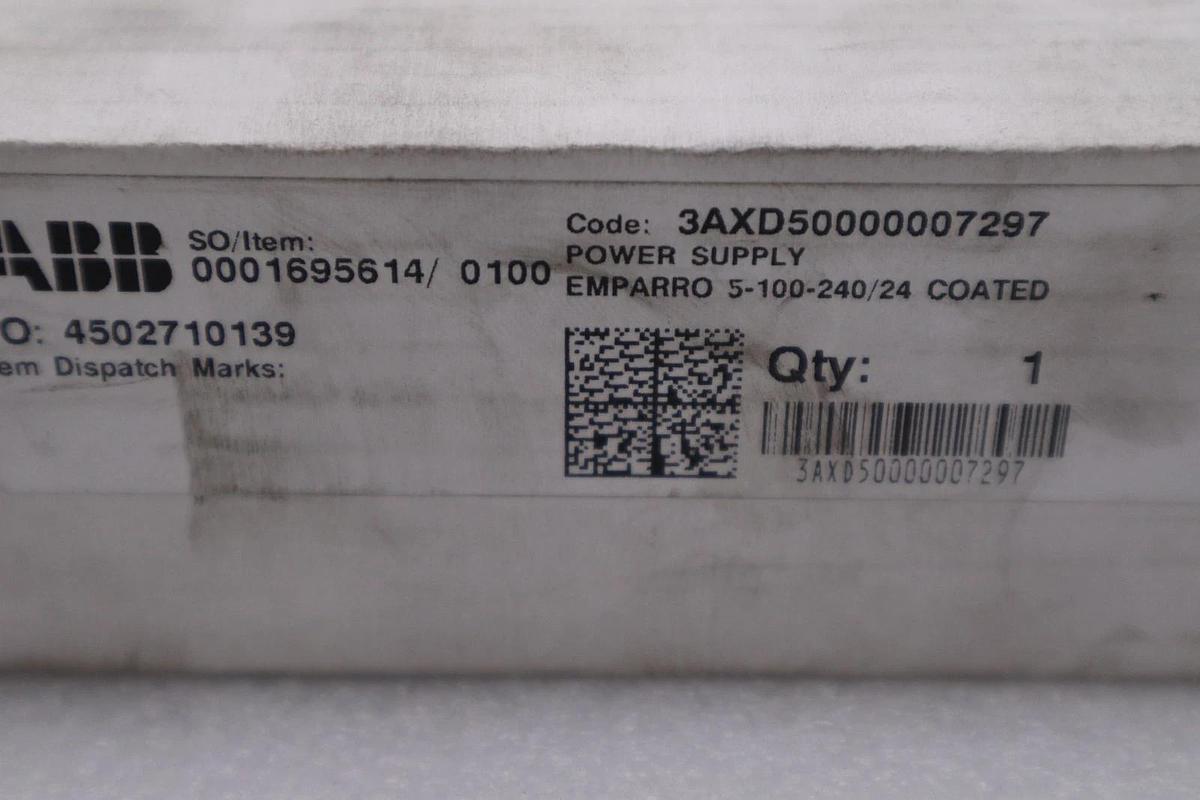 ABB
SO/Item:
0001695614/ 0100
O: 4502710139
em Dispatch Marks:
Code: 3AXD50000007297
POWER SUPPLY
EMPARRO 5-100-240/24 COATED
Qty: 1
3AXD50000007297